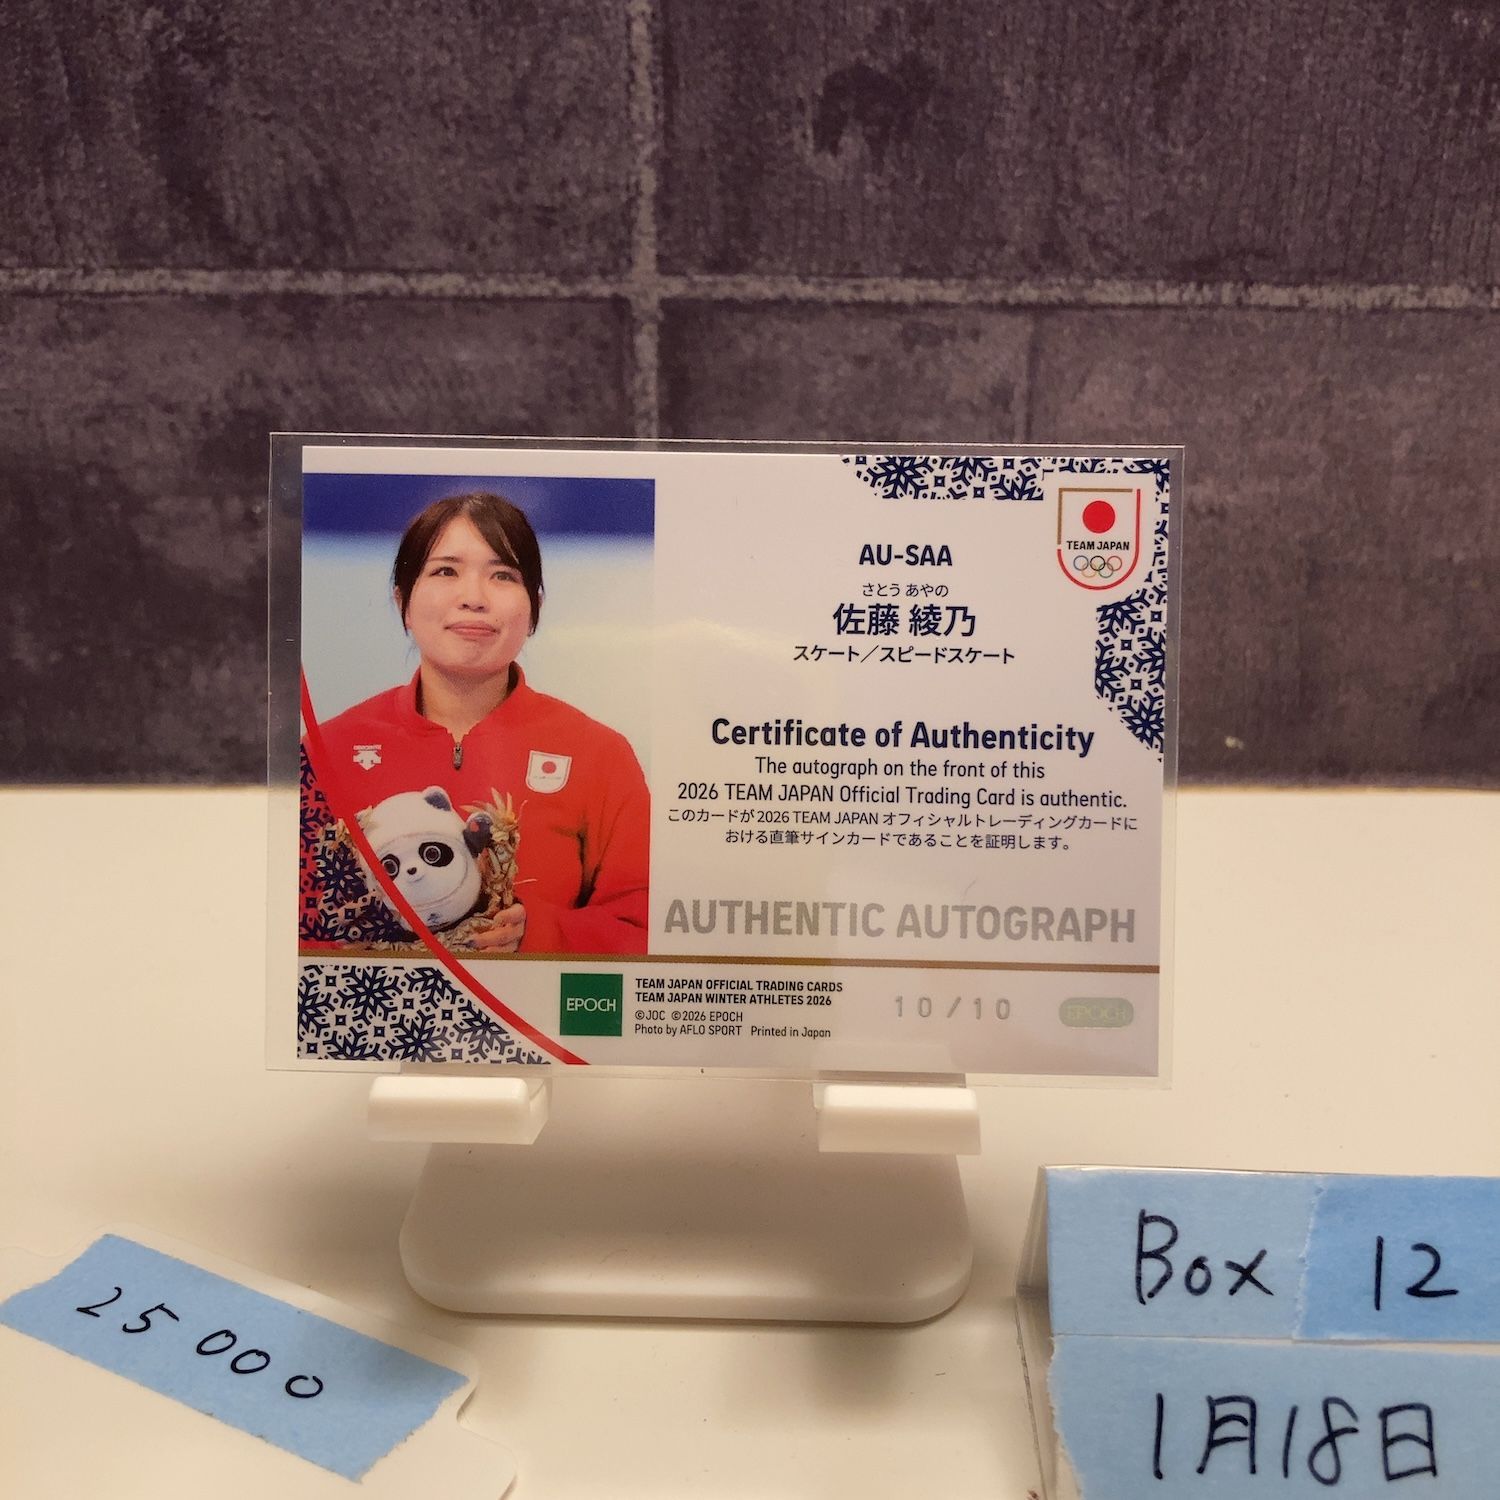 TEAM JAPAN
AU-SAA
さとう あやの
佐藤 綾乃
スケート／スピードスケート
Certificate of Authenticity
The autograph on the front of this
2026 TEAM JAPAN Official Trading Card is authentic.
このカードが2026 TEAM JAPAN オフィシャルトレーディングカードに
おける直筆サインカードであることを証明します。
AUTHENTIC AUTOGRAPH
EPOCH
TEAM JAPAN OFFICIAL TRADING CARDS
TEAM JAPAN WINTER ATHLETES 2026
©JOC ©2026 EPOCH
Photo by AFLO SPORT Printed in Japan
10/10
EPOCH
25000
Box 12
1月18日